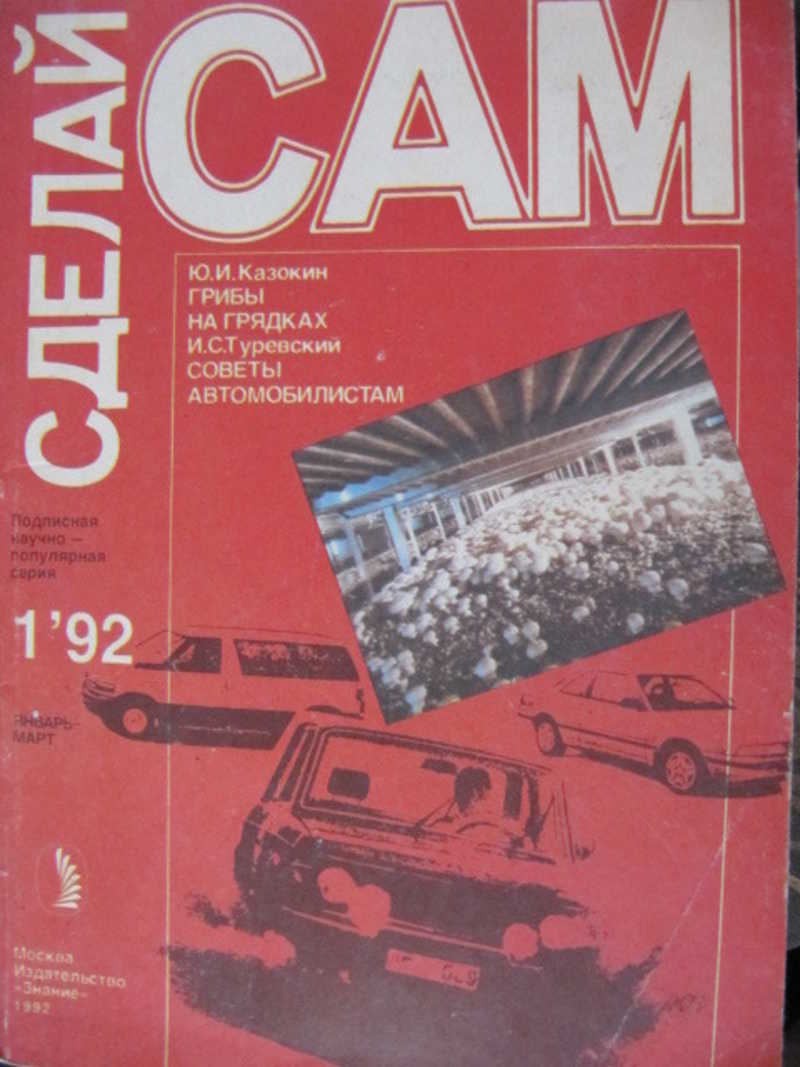 СДЕЛАЙ
САМ
Ю.И.Казокин
ГРИБЫ
НА ГРЯДКАХ
И.С.Туревский
СОВЕТЫ
АВТОМОБИЛИСТАМ
Подписная
научно —
популярная
серия
1'92
ЯНВАРЬ-
МАРТ
Москва
Издательство
«Знание»
1992